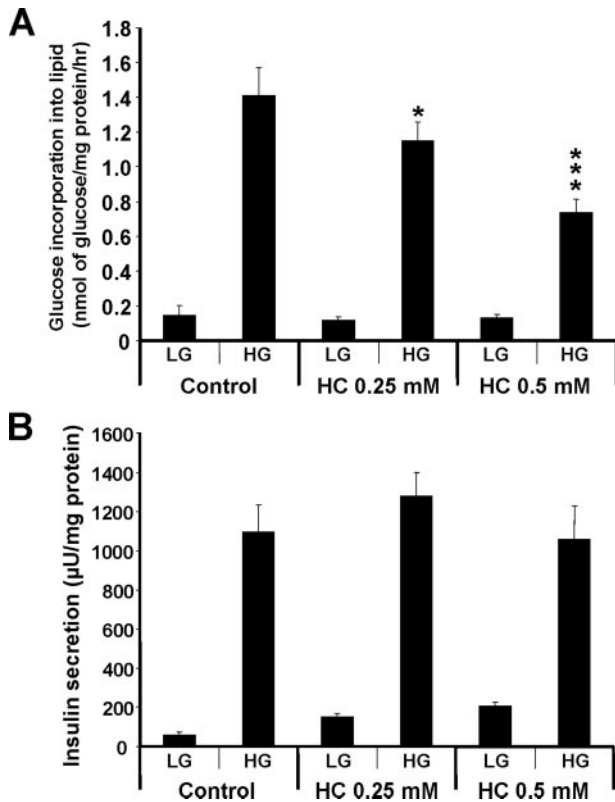 A
Glucose incorporation into lipid
(nmol of glucose/mg protein/hr)
1.8
1.6
1.4
1.2
1.0
0.8
0.6
0.4
0.2
0
*
***
LG HG LG HG LG HG
Control HC 0.25 mM HC 0.5 mM
B
Insulin secretion (µU/mg protein)
1600
1400
1200
1000
800
600
400
200
0
LG HG LG HG LG HG
Control HC 0.25 mM HC 0.5 mM